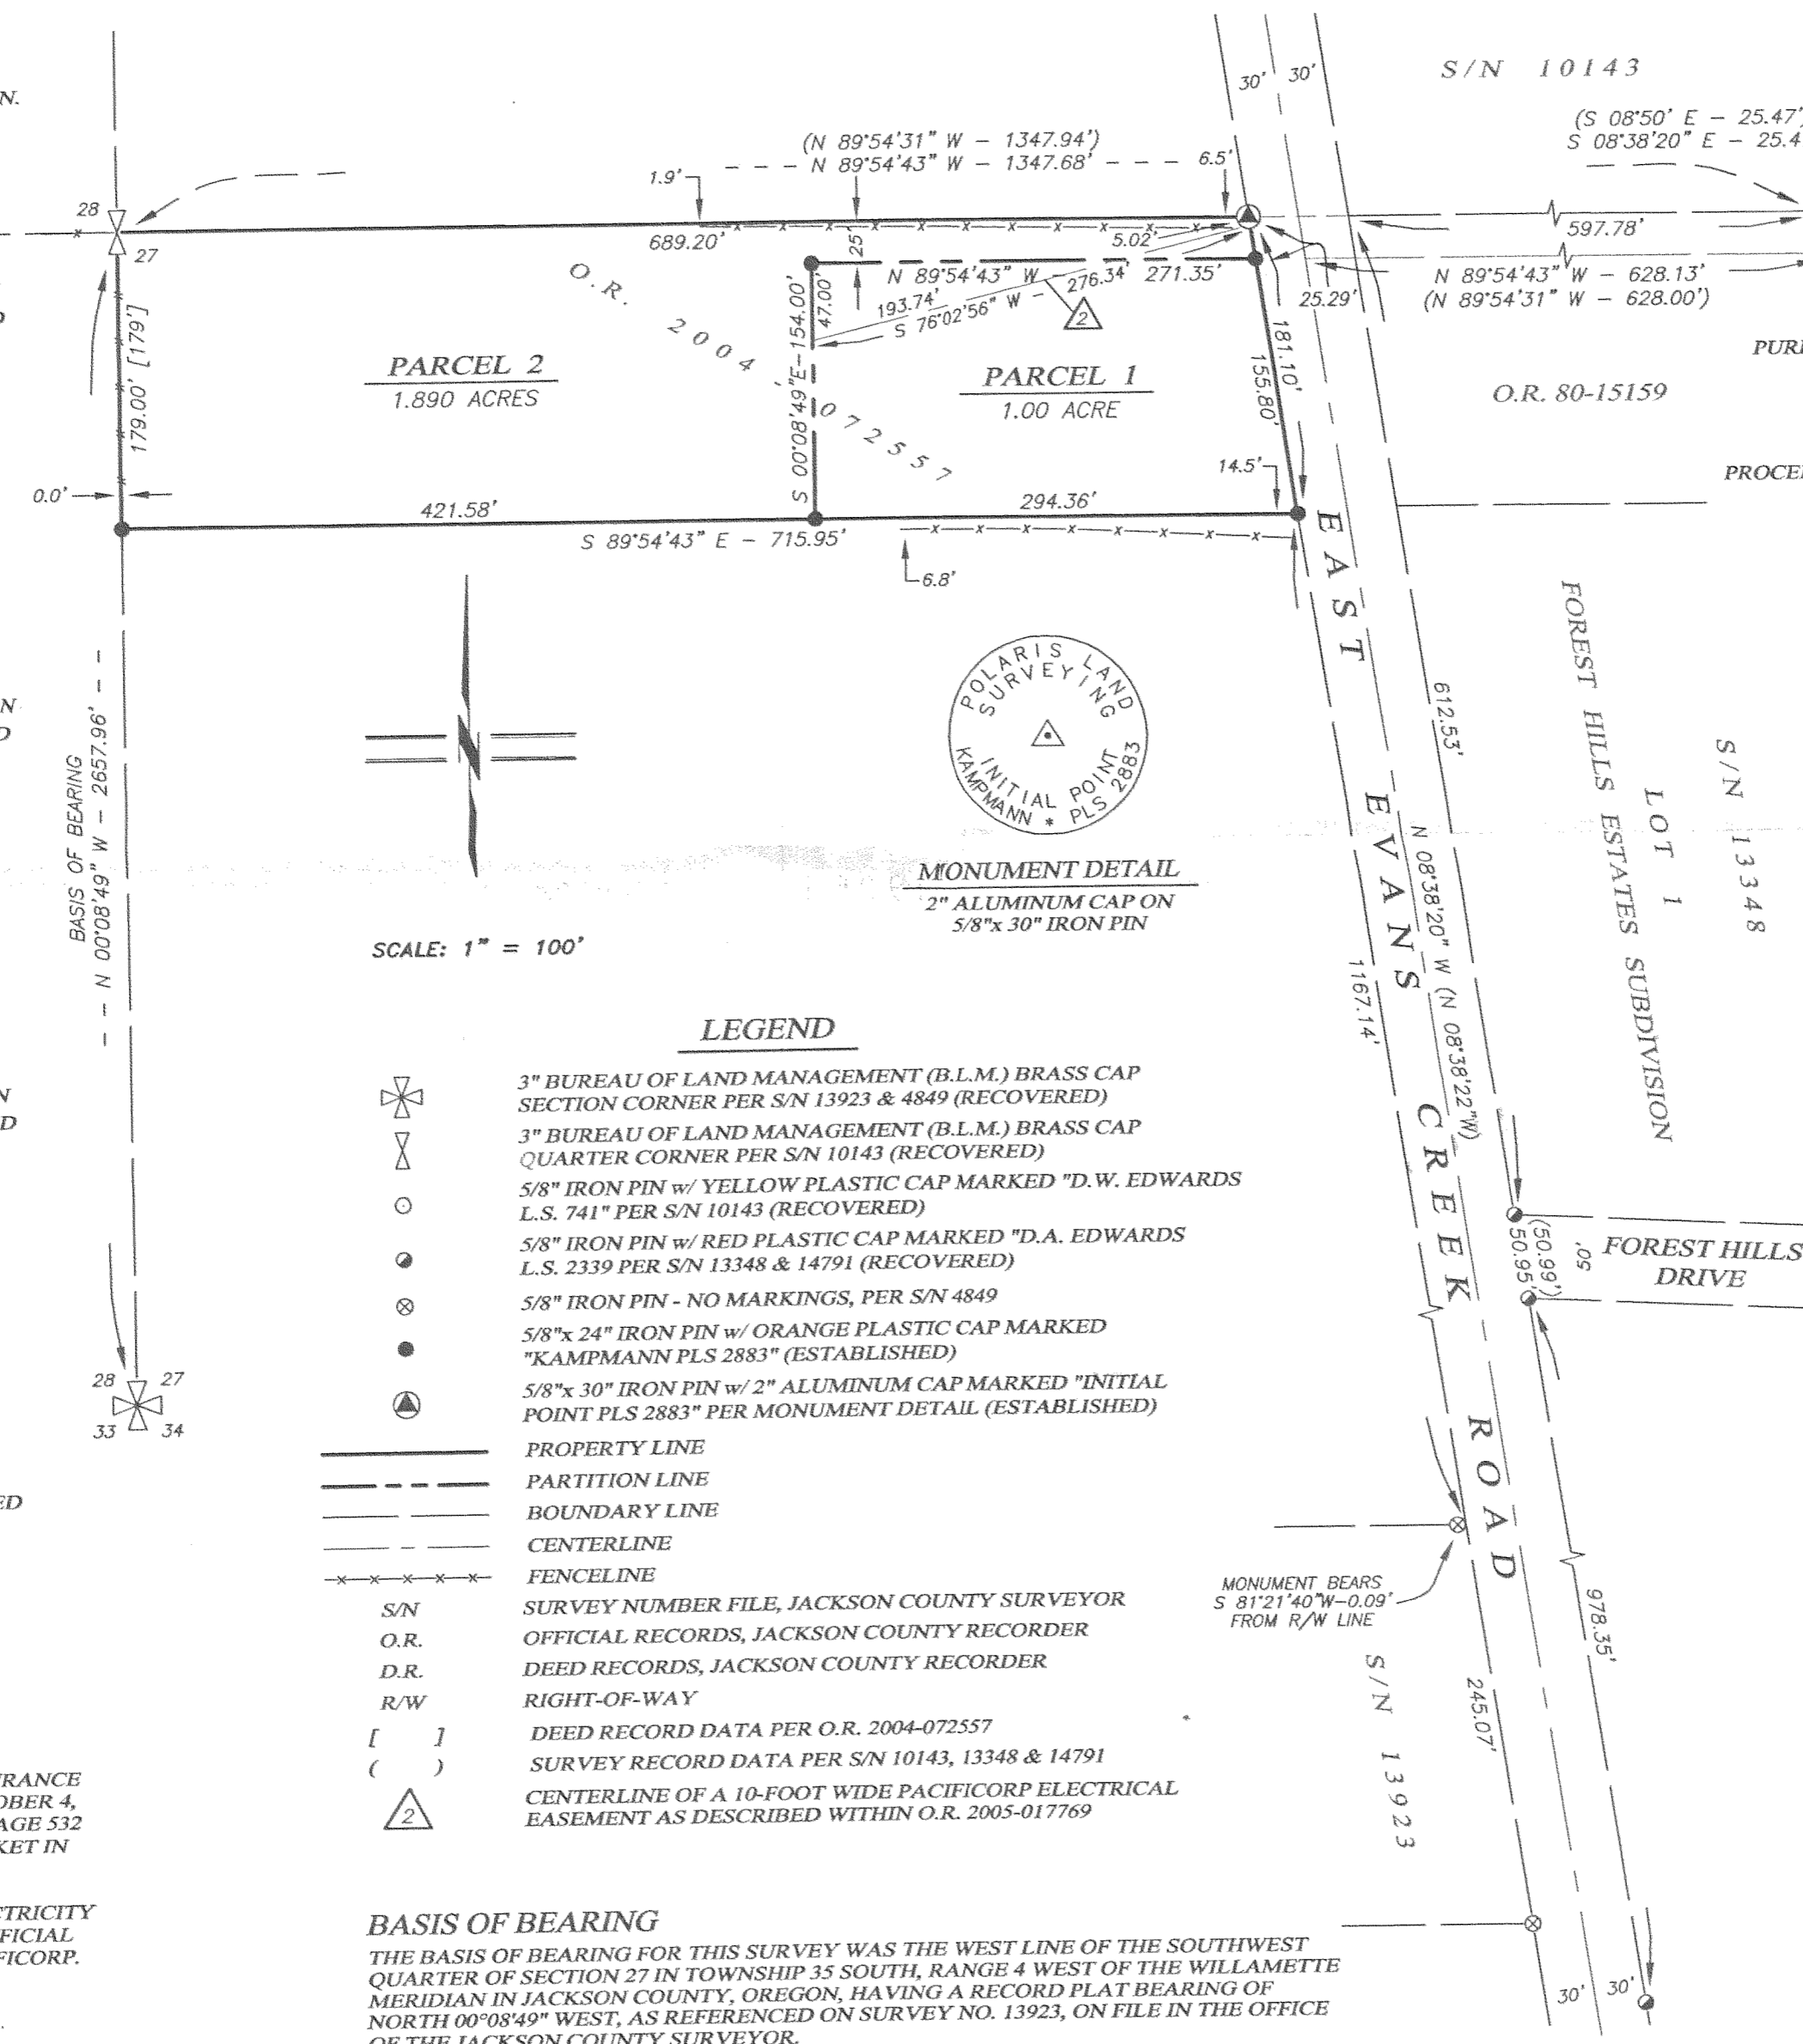 N.
S/N 10143
30' 30'
(S 08°50' E - 25.47'
S 08°38'20" E - 25.4
(N 89°54'31" W - 1347.94')
N 89°54'43" W - 1347.68'
1.9'
6.5'
28
27
689.20'
25'
5.02'
597.78'
N 89°54'43" W - 271.35'
193.74'
S 76°02'56" W - 276.34'
2
25.29'
N 89°54'43" W - 628.13'
(N 89°54'31" W - 628.00')
O.R. 2004-072557
179.00' [179']
S 00°08'49"E-154.00'
47.00'
181.10'
155.80'
PARCEL 2
1.890 ACRES
PARCEL 1
1.00 ACRE
O.R. 80-15159
0.0'
14.5'
421.58'
294.36'
S 89°54'43" E - 715.95'
6.8'
EAST EVANS CREEK ROAD
BASIS OF BEARING
N 00°08'49" W - 2657.96'
POLARIS LAND
SURVEYING
INITIAL POINT
KAMPMANN * PLS 2883
MONUMENT DETAIL
2" ALUMINUM CAP ON
5/8"x 30" IRON PIN
SCALE: 1" = 100'
612.53'
N 08°38'20" W (N 08°38'22"W)
1167.14'
FOREST HILLS ESTATES SUBDIVISION
LOT 1
S/N 13348
(50.99')
50.95'
50'
FOREST HILLS
DRIVE
28 27
33 34
LEGEND
3" BUREAU OF LAND MANAGEMENT (B.L.M.) BRASS CAP
SECTION CORNER PER S/N 13923 & 4849 (RECOVERED)
3" BUREAU OF LAND MANAGEMENT (B.L.M.) BRASS CAP
QUARTER CORNER PER S/N 10143 (RECOVERED)
5/8" IRON PIN w/ YELLOW PLASTIC CAP MARKED "D.W. EDWARDS
L.S. 741" PER S/N 10143 (RECOVERED)
5/8" IRON PIN w/ RED PLASTIC CAP MARKED "D.A. EDWARDS
L.S. 2339 PER S/N 13348 & 14791 (RECOVERED)
5/8" IRON PIN - NO MARKINGS, PER S/N 4849
5/8"x 24" IRON PIN w/ ORANGE PLASTIC CAP MARKED
"KAMPMANN PLS 2883" (ESTABLISHED)
5/8"x 30" IRON PIN w/ 2" ALUMINUM CAP MARKED "INITIAL
POINT PLS 2883" PER MONUMENT DETAIL (ESTABLISHED)
PROPERTY LINE
PARTITION LINE
BOUNDARY LINE
CENTERLINE
FENCELINE
S/N SURVEY NUMBER FILE, JACKSON COUNTY SURVEYOR
O.R. OFFICIAL RECORDS, JACKSON COUNTY RECORDER
D.R. DEED RECORDS, JACKSON COUNTY RECORDER
R/W RIGHT-OF-WAY
[ ] DEED RECORD DATA PER O.R. 2004-072557
( ) SURVEY RECORD DATA PER S/N 10143, 13348 & 14791
2 CENTERLINE OF A 10-FOOT WIDE PACIFICORP ELECTRICAL
EASEMENT AS DESCRIBED WITHIN O.R. 2005-017769
MONUMENT BEARS
S 81°21'40"W-0.09'
FROM R/W LINE
978.35'
245.07'
S/N 13923
30' 30'
OBER 4,
AGE 532
KET IN
FICORP.
BASIS OF BEARING
THE BASIS OF BEARING FOR THIS SURVEY WAS THE WEST LINE OF THE SOUTHWEST
QUARTER OF SECTION 27 IN TOWNSHIP 35 SOUTH, RANGE 4 WEST OF THE WILLAMETTE
MERIDIAN IN JACKSON COUNTY, OREGON, HAVING A RECORD PLAT BEARING OF
NORTH 00°08'49" WEST, AS REFERENCED ON SURVEY NO. 13923, ON FILE IN THE OFFICE
OF THE JACKSON COUNTY SURVEYOR.